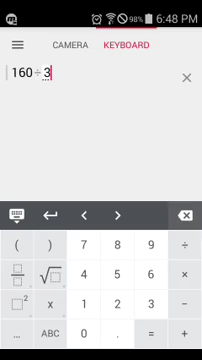 98% 6:48 PM
CAMERA KEYBOARD
160÷3
( ) 7 8 9 ÷
√ 4 5 6 ×
2 x 1 2 3 −
... ABC 0 . = +